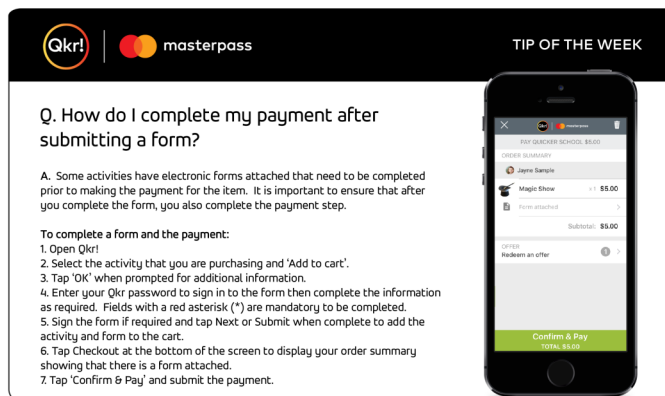 Qkr!
masterpass
TIP OF THE WEEK
Q. How do I complete my payment after
submitting a form?
A. Some activities have electronic forms attached that need to be completed
prior to making the payment for the item. It is important to ensure that after
you complete the form, you also complete the payment step.
To complete a form and the payment:
1. Open Qkr!
2. Select the activity that you are purchasing and ‘Add to cart’.
3. Tap ‘OK’ when prompted for additional information.
4. Enter your Qkr password to sign in to the form then complete the information
as required. Fields with a red asterisk (*) are mandatory to be completed.
5. Sign the form if required and tap Next or Submit when complete to add the
activity and form to the cart.
6. Tap Checkout at the bottom of the screen to display your order summary
showing that there is a form attached.
7. Tap ‘Confirm & Pay’ and submit the payment.
Qkr! masterpass
PAY QUICKER SCHOOL $5.00
ORDER SUMMARY
Jayne Sample
Magic Show x1 $5.00
Form attached
Subtotal: $5.00
OFFER
Redeem an offer 1
Confirm & Pay
TOTAL $5.00